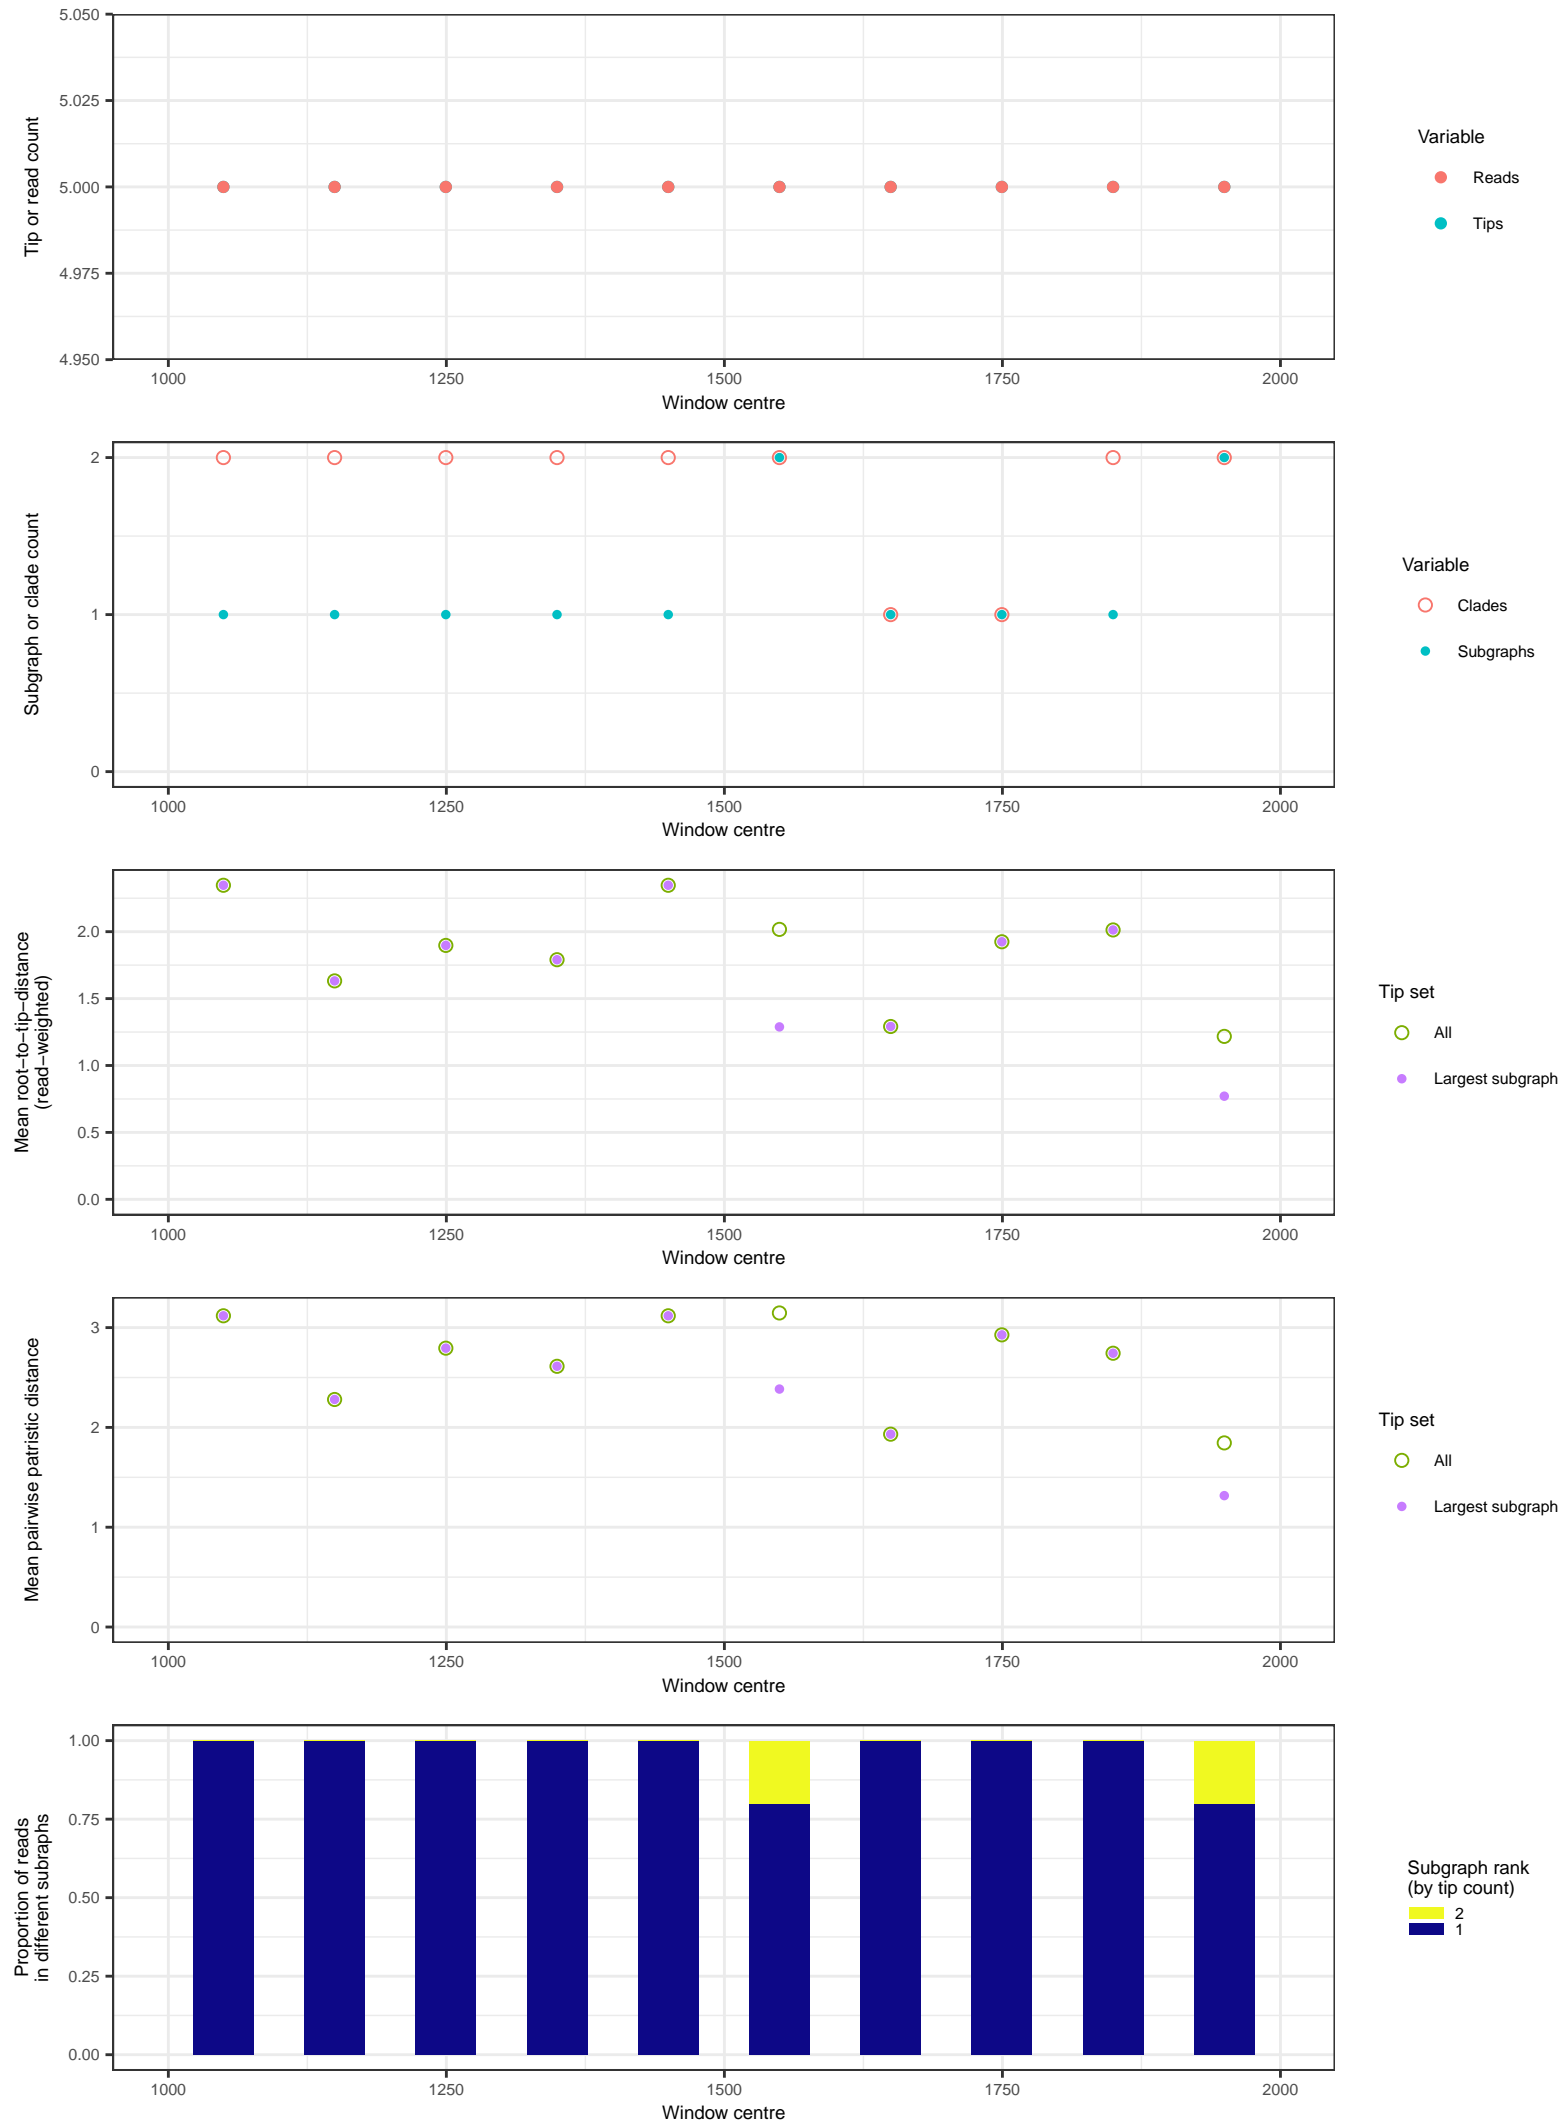 5.050
5.025
5.000
4.975
4.950
1000 1250 1500 1750 2000
Window centre
Tip or read count
Variable
Reads
Tips
2
1
0
1000 1250 1500 1750 2000
Window centre
Subgraph or clade count
Variable
Clades
Subgraphs
2.0
1.5
1.0
0.5
0.0
1000 1250 1500 1750 2000
Window centre
Mean root−to−tip−distance
(read−weighted)
Tip set
All
Largest subgraph
3
2
1
0
1000 1250 1500 1750 2000
Window centre
Mean pairwise patristic distance
Tip set
All
Largest subgraph
1.00
0.75
0.50
0.25
0.00
1000 1250 1500 1750 2000
Window centre
Proportion of reads
in different subraphs
Subgraph rank
(by tip count)
2
1